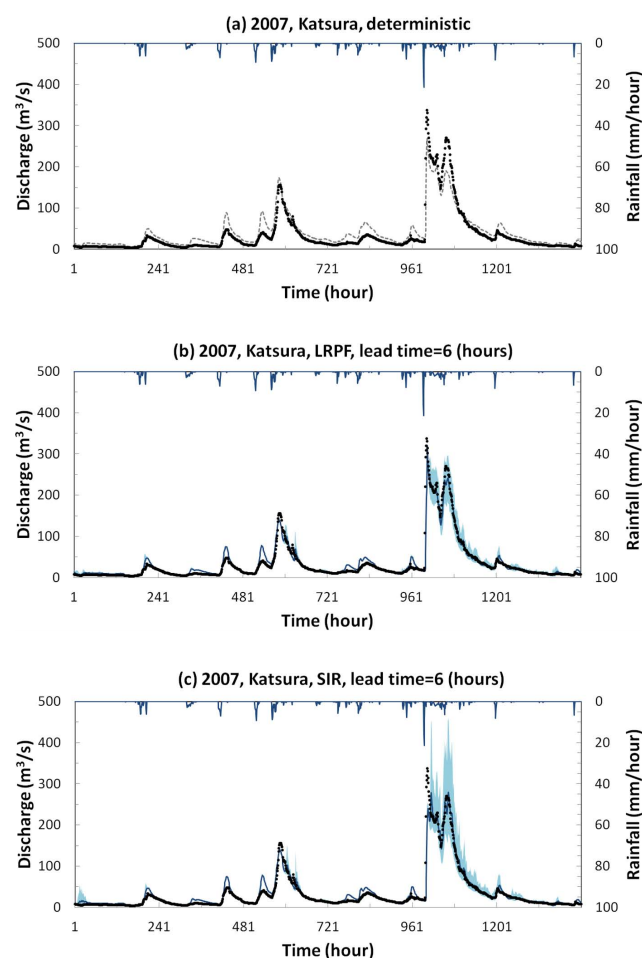 (a) 2007, Katsura, deterministic
500
400
300
200
100
0
Discharge (m³/s)
0
20
40
60
80
100
Rainfall (mm/hour)
1 241 481 721 961 1201
Time (hour)
(b) 2007, Katsura, LRPF, lead time=6 (hours)
500
400
300
200
100
0
Discharge (m³/s)
0
20
40
60
80
100
Rainfall (mm/hour)
1 241 481 721 961 1201
Time (hour)
(c) 2007, Katsura, SIR, lead time=6 (hours)
500
400
300
200
100
0
Discharge (m³/s)
0
20
40
60
80
100
Rainfall (mm/hour)
1 241 481 721 961 1201
Time (hour)